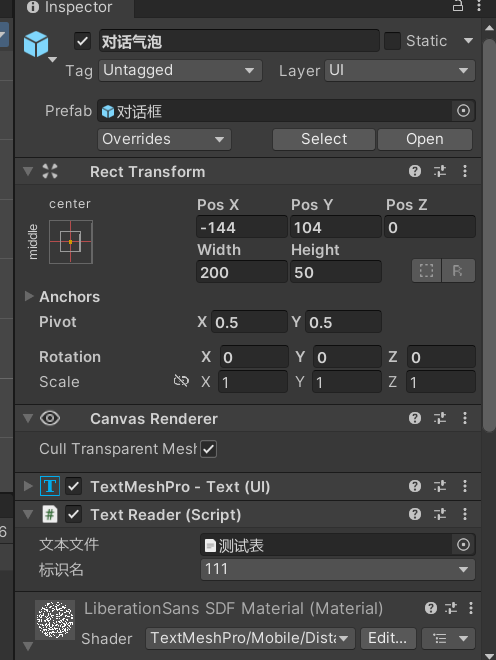 Inspector
对话气泡 Static
Tag Untagged Layer UI
Prefab 对话框
Overrides Select Open
Rect Transform
center
middle
Pos X Pos Y Pos Z
-144 104 0
Width Height
200 50
R
Anchors
Pivot X 0.5 Y 0.5
Rotation X 0 Y 0 Z 0
Scale X 1 Y 1 Z 1
Canvas Renderer
Cull Transparent Mesh
T TextMeshPro - Text (UI)
# Text Reader (Script)
6
文本文件 测试表
标识名 111
LiberationSans SDF Material (Material)
Shader TextMeshPro/Mobile/Dista Edit...